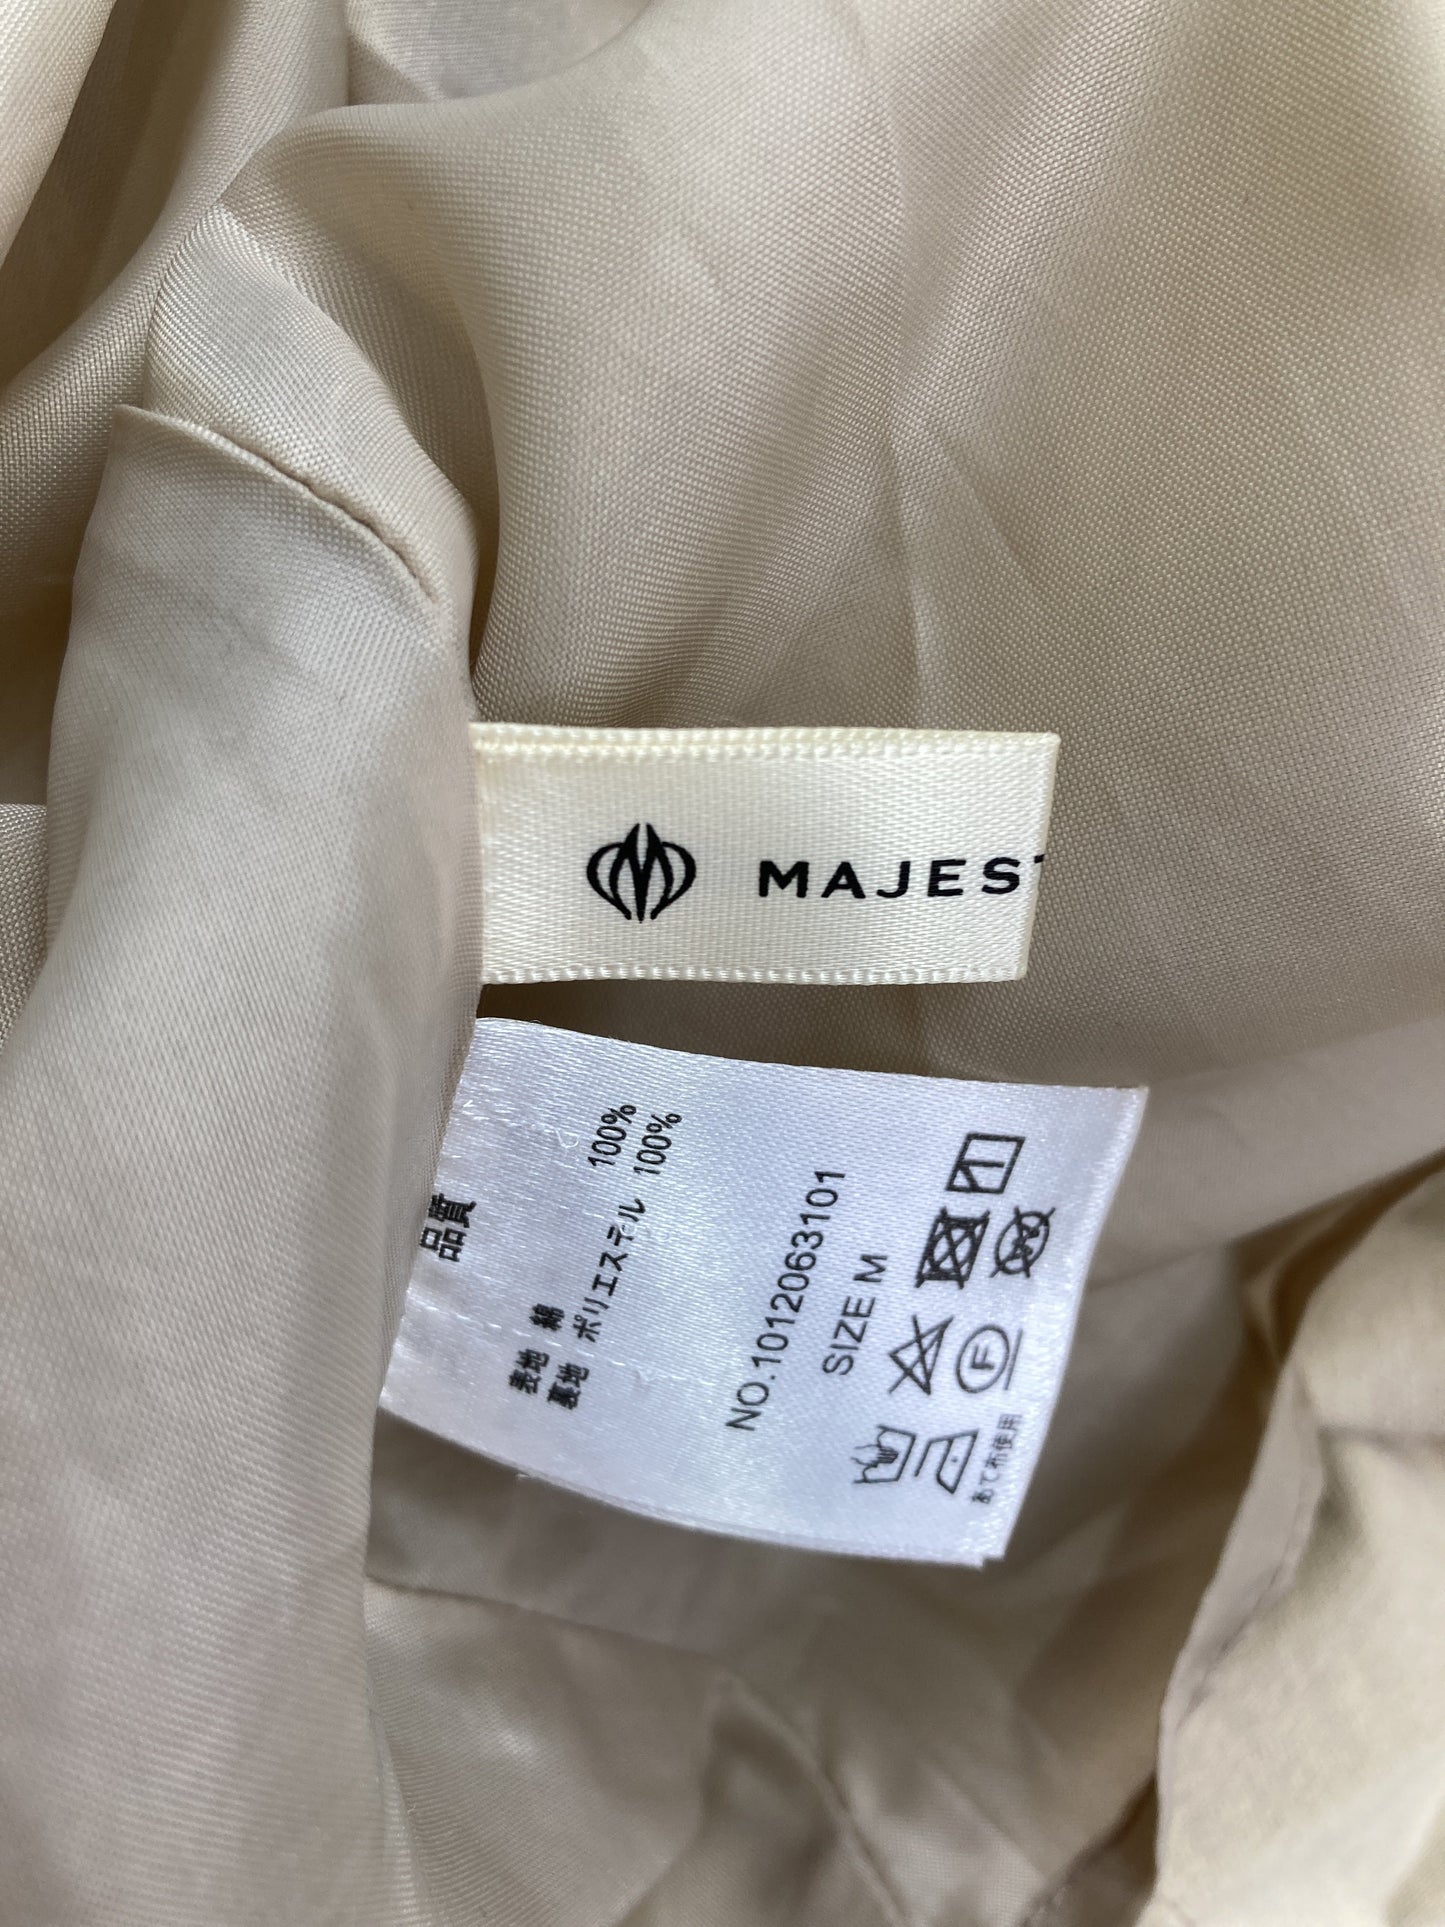 MAJEST
品質
表地 綿 100%
裏地 ポリエステル 100%
NO.1012063101
SIZE M
F
あて布使用